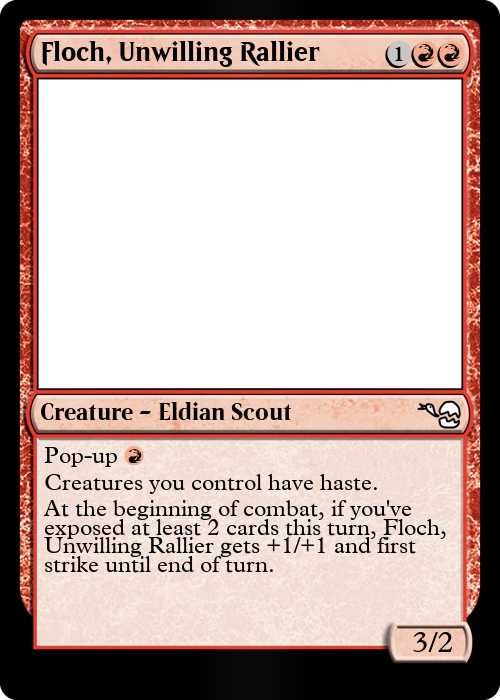 Floch, Unwilling Rallier 1
Creature – Eldian Scout
Pop-up
Creatures you control have haste.
At the beginning of combat, if you've
exposed at least 2 cards this turn, Floch,
Unwilling Rallier gets +1/+1 and first
strike until end of turn.
3/2